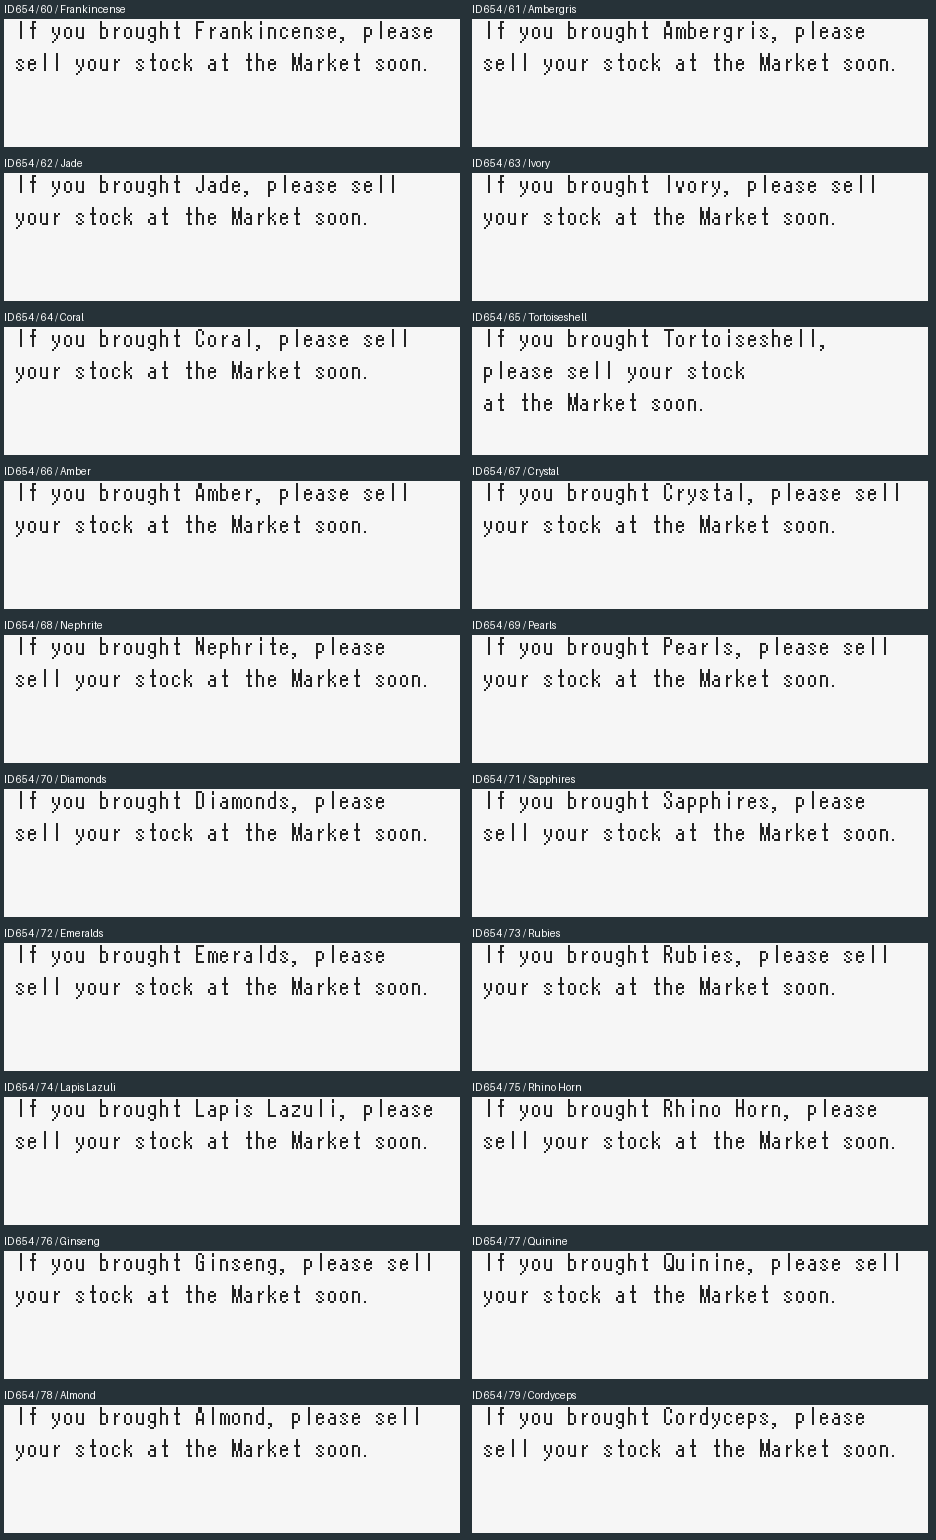 ID654/60/Frankincense
If you brought Frankincense, please
sell your stock at the Market soon.
ID654/61/Ambergris
If you brought Ambergris, please
sell your stock at the Market soon.
ID654/62/Jade
If you brought Jade, please sell
your stock at the Market soon.
ID654/63/Ivory
If you brought Ivory, please sell
your stock at the Market soon.
ID654/64/Coral
If you brought Coral, please sell
your stock at the Market soon.
ID654/65/Tortoiseshell
If you brought Tortoiseshell,
please sell your stock
at the Market soon.
ID654/66/Amber
If you brought Amber, please sell
your stock at the Market soon.
ID654/67/Crystal
If you brought Crystal, please sell
your stock at the Market soon.
ID654/68/Nephrite
If you brought Nephrite, please
sell your stock at the Market soon.
ID654/69/Pearls
If you brought Pearls, please sell
your stock at the Market soon.
ID654/70/Diamonds
If you brought Diamonds, please
sell your stock at the Market soon.
ID654/71/Sapphires
If you brought Sapphires, please
sell your stock at the Market soon.
ID654/72/Emeralds
If you brought Emeralds, please
sell your stock at the Market soon.
ID654/73/Rubies
If you brought Rubies, please sell
your stock at the Market soon.
ID654/74/Lapis Lazuli
If you brought Lapis Lazuli, please
sell your stock at the Market soon.
ID654/75/Rhino Horn
If you brought Rhino Horn, please
sell your stock at the Market soon.
ID654/76/Ginseng
If you brought Ginseng, please sell
your stock at the Market soon.
ID654/77/Quinine
If you brought Quinine, please sell
your stock at the Market soon.
ID654/78/Almond
If you brought Almond, please sell
your stock at the Market soon.
ID654/79/Cordyceps
If you brought Cordyceps, please
sell your stock at the Market soon.